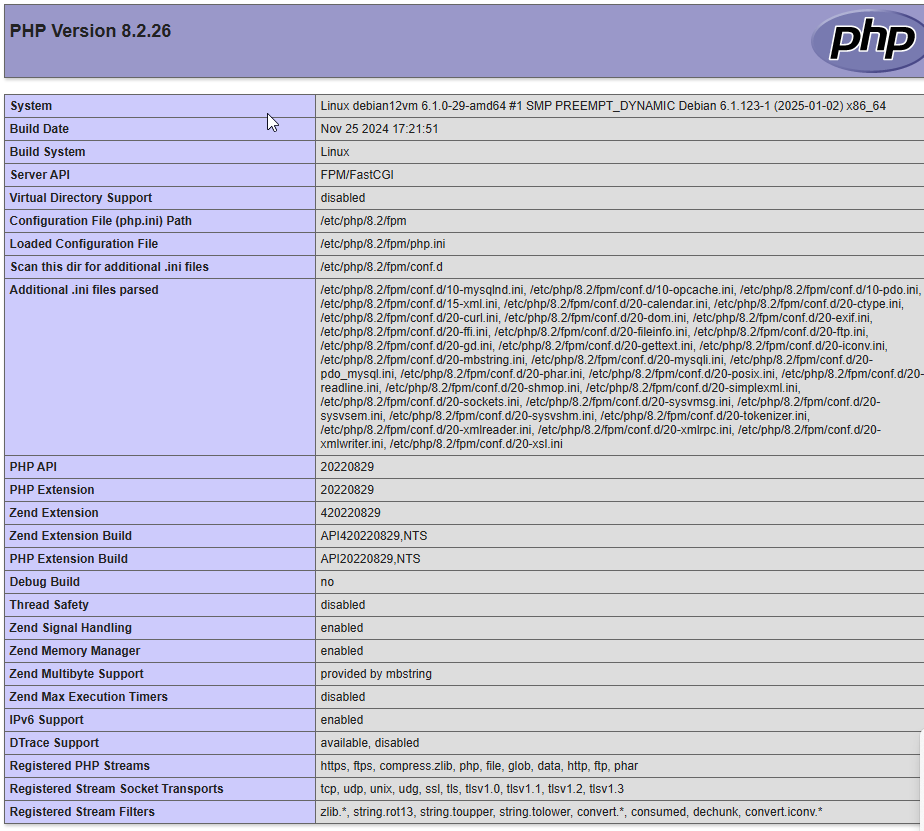 PHP Version 8.2.26
php
System Linux debian12vm 6.1.0-29-amd64 #1 SMP PREEMPT_DYNAMIC Debian 6.1.123-1 (2025-01-02) x86_64
Build Date Nov 25 2024 17:21:51
Build System Linux
Server API FPM/FastCGI
Virtual Directory Support disabled
Configuration File (php.ini) Path /etc/php/8.2/fpm
Loaded Configuration File /etc/php/8.2/fpm/php.ini
Scan this dir for additional .ini files /etc/php/8.2/fpm/conf.d
Additional .ini files parsed /etc/php/8.2/fpm/conf.d/10-mysqlnd.ini, /etc/php/8.2/fpm/conf.d/10-opcache.ini, /etc/php/8.2/fpm/conf.d/10-pdo.ini,
/etc/php/8.2/fpm/conf.d/15-xml.ini, /etc/php/8.2/fpm/conf.d/20-calendar.ini, /etc/php/8.2/fpm/conf.d/20-ctype.ini,
/etc/php/8.2/fpm/conf.d/20-curl.ini, /etc/php/8.2/fpm/conf.d/20-dom.ini, /etc/php/8.2/fpm/conf.d/20-exif.ini,
/etc/php/8.2/fpm/conf.d/20-ffi.ini, /etc/php/8.2/fpm/conf.d/20-fileinfo.ini, /etc/php/8.2/fpm/conf.d/20-ftp.ini,
/etc/php/8.2/fpm/conf.d/20-gd.ini, /etc/php/8.2/fpm/conf.d/20-gettext.ini, /etc/php/8.2/fpm/conf.d/20-iconv.ini,
/etc/php/8.2/fpm/conf.d/20-mbstring.ini, /etc/php/8.2/fpm/conf.d/20-mysqli.ini, /etc/php/8.2/fpm/conf.d/20-
pdo_mysql.ini, /etc/php/8.2/fpm/conf.d/20-phar.ini, /etc/php/8.2/fpm/conf.d/20-posix.ini, /etc/php/8.2/fpm/conf.d/20-
readline.ini, /etc/php/8.2/fpm/conf.d/20-shmop.ini, /etc/php/8.2/fpm/conf.d/20-simplexml.ini,
/etc/php/8.2/fpm/conf.d/20-sockets.ini, /etc/php/8.2/fpm/conf.d/20-sysvmsg.ini, /etc/php/8.2/fpm/conf.d/20-
sysvsem.ini, /etc/php/8.2/fpm/conf.d/20-sysvshm.ini, /etc/php/8.2/fpm/conf.d/20-tokenizer.ini,
/etc/php/8.2/fpm/conf.d/20-xmlreader.ini, /etc/php/8.2/fpm/conf.d/20-xmlrpc.ini, /etc/php/8.2/fpm/conf.d/20-
xmlwriter.ini, /etc/php/8.2/fpm/conf.d/20-xsl.ini
PHP API 20220829
PHP Extension 20220829
Zend Extension 420220829
Zend Extension Build API420220829,NTS
PHP Extension Build API20220829,NTS
Debug Build no
Thread Safety disabled
Zend Signal Handling enabled
Zend Memory Manager enabled
Zend Multibyte Support provided by mbstring
Zend Max Execution Timers disabled
IPv6 Support enabled
DTrace Support available, disabled
Registered PHP Streams https, ftps, compress.zlib, php, file, glob, data, http, ftp, phar
Registered Stream Socket Transports tcp, udp, unix, udg, ssl, tls, tlsv1.0, tlsv1.1, tlsv1.2, tlsv1.3
Registered Stream Filters zlib.*, string.rot13, string.toupper, string.tolower, convert.*, consumed, dechunk, convert.iconv.*